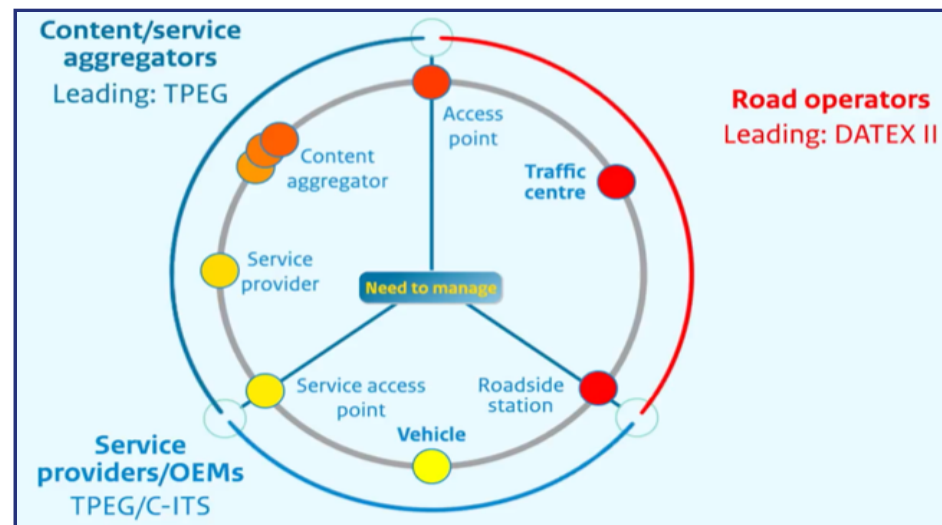 Content/service
aggregators
Leading: TPEG
Road operators
Leading: DATEX II
Access
point
Content
aggregator
Traffic
centre
Service
provider
Need to manage
Service access
point
Roadside
station
Vehicle
Service
providers/OEMs
TPEG/C-ITS